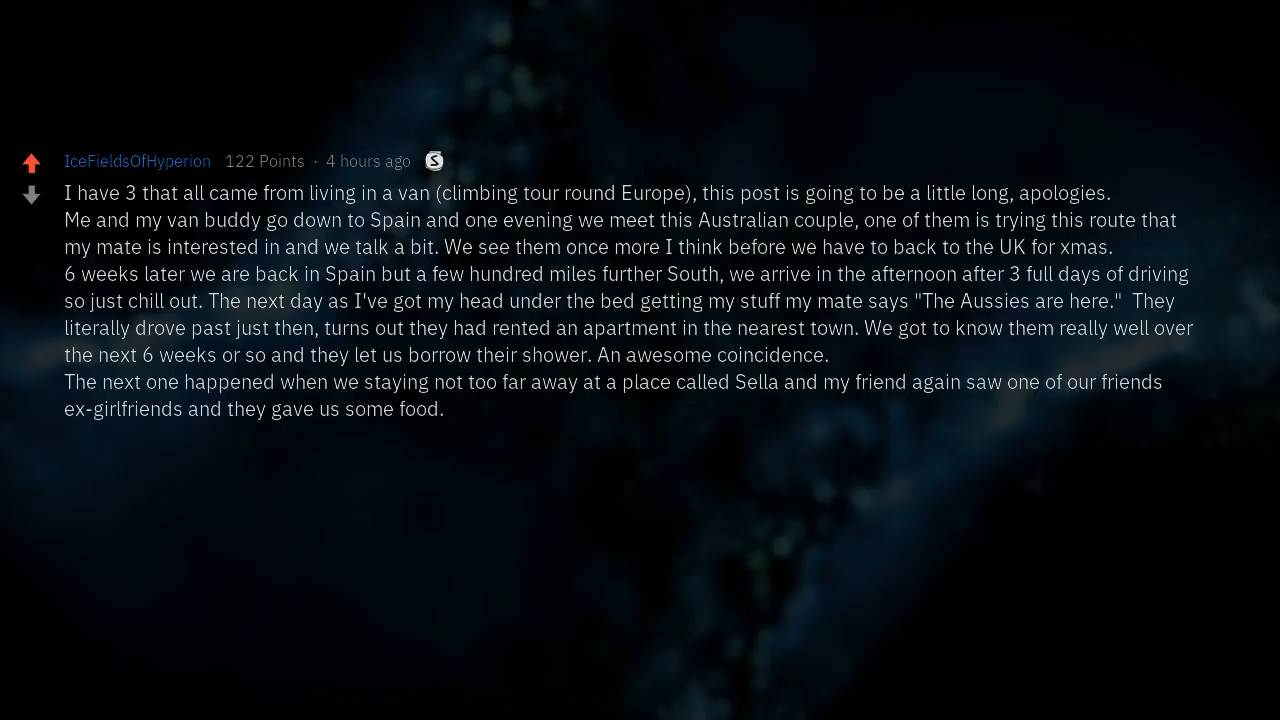 IceFieldsOfHyperion 122 Points · 4 hours ago S
I have 3 that all came from living in a van (climbing tour round Europe), this post is going to be a little long, apologies.
Me and my van buddy go down to Spain and one evening we meet this Australian couple, one of them is trying this route that
my mate is interested in and we talk a bit. We see them once more I think before we have to back to the UK for xmas.
6 weeks later we are back in Spain but a few hundred miles further South, we arrive in the afternoon after 3 full days of driving
so just chill out. The next day as I've got my head under the bed getting my stuff my mate says "The Aussies are here."  They
literally drove past just then, turns out they had rented an apartment in the nearest town. We got to know them really well over
the next 6 weeks or so and they let us borrow their shower. An awesome coincidence.
The next one happened when we staying not too far away at a place called Sella and my friend again saw one of our friends
ex-girlfriends and they gave us some food.